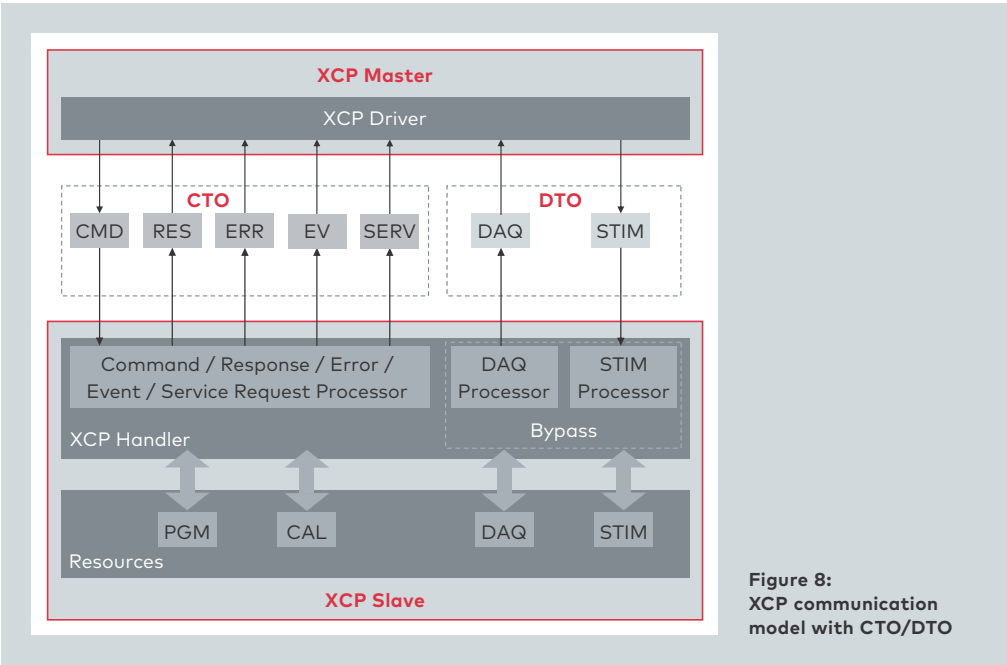 XCP Master
XCP Driver
CTO
DTO
CMD
RES
ERR
EV
SERV
DAQ
STIM
Command / Response / Error /
Event / Service Request Processor
DAQ
Processor
STIM
Processor
Bypass
XCP Handler
PGM
CAL
DAQ
STIM
Resources
XCP Slave
Figure 8:
XCP communication
model with CTO/DTO